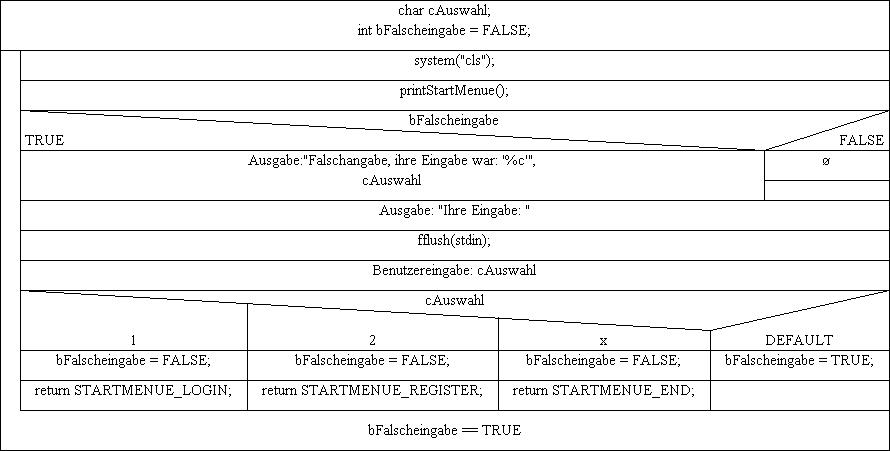 char cAuswahl;
int bFalscheingabe = FALSE;
system("cls");
printStartMenue();
bFalscheingabe
TRUE
FALSE
Ausgabe:"Falschangabe, ihre Eingabe war: '%c'",
cAuswahl
ø
Ausgabe: "Ihre Eingabe: "
fflush(stdin);
Benutzereingabe: cAuswahl
cAuswahl
1
2
x
DEFAULT
bFalscheingabe = FALSE;
bFalscheingabe = FALSE;
bFalscheingabe = FALSE;
bFalscheingabe = TRUE;
return STARTMENUE_LOGIN;
return STARTMENUE_REGISTER;
return STARTMENUE_END;
bFalscheingabe == TRUE